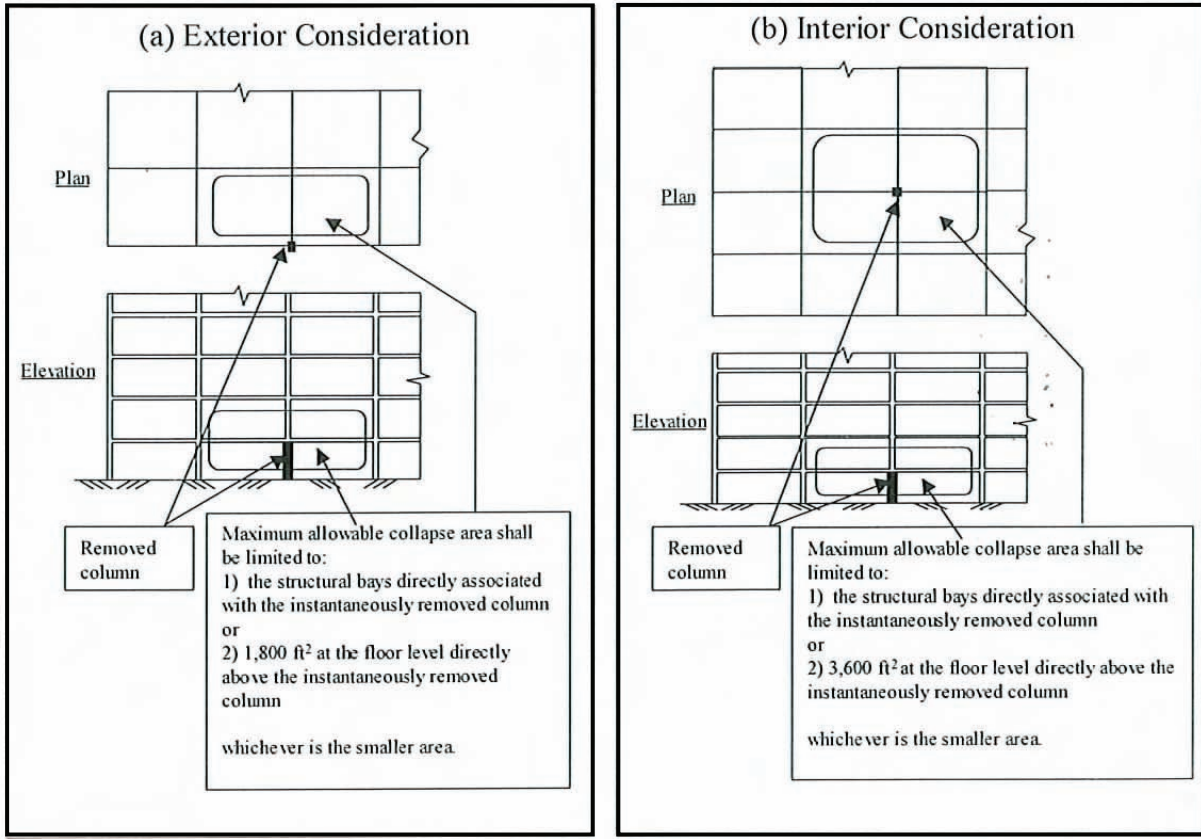 (a) Exterior Consideration
Plan
Elevation
Removed
column
Maximum allowable collapse area shall
be limited to:
1) the structural bays directly associated
with the instantaneously removed column
or
2) 1,800 ft² at the floor level directly
above the instantaneously removed
column
whichever is the smaller area.
(b) Interior Consideration
Plan
Elevation
Removed
column
Maximum allowable collapse area shall be
limited to:
1) the structural bays directly associated with
the instantaneously removed column
or
2) 3,600 ft² at the floor level directly above the
instantaneously removed column
whichever is the smaller area.